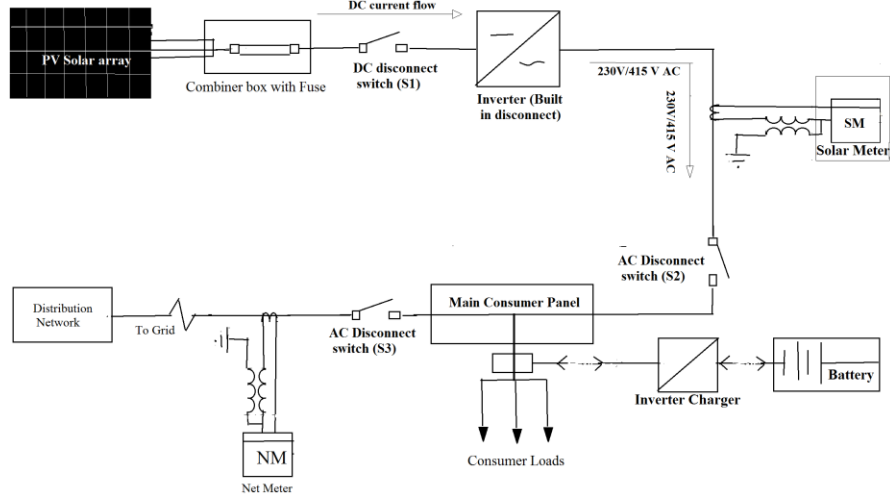 DC current flow
PV Solar array
Combiner box with Fuse
DC disconnect
switch (S1)
Inverter (Built
in disconnect)
230V/415 V AC
230V/415 V AC
SM
Solar Meter
AC Disconnect
switch (S2)
Distribution
Network
To Grid
AC Disconnect
switch (S3)
Main Consumer Panel
Inverter Charger
Battery
NM
Net Meter
Consumer Loads